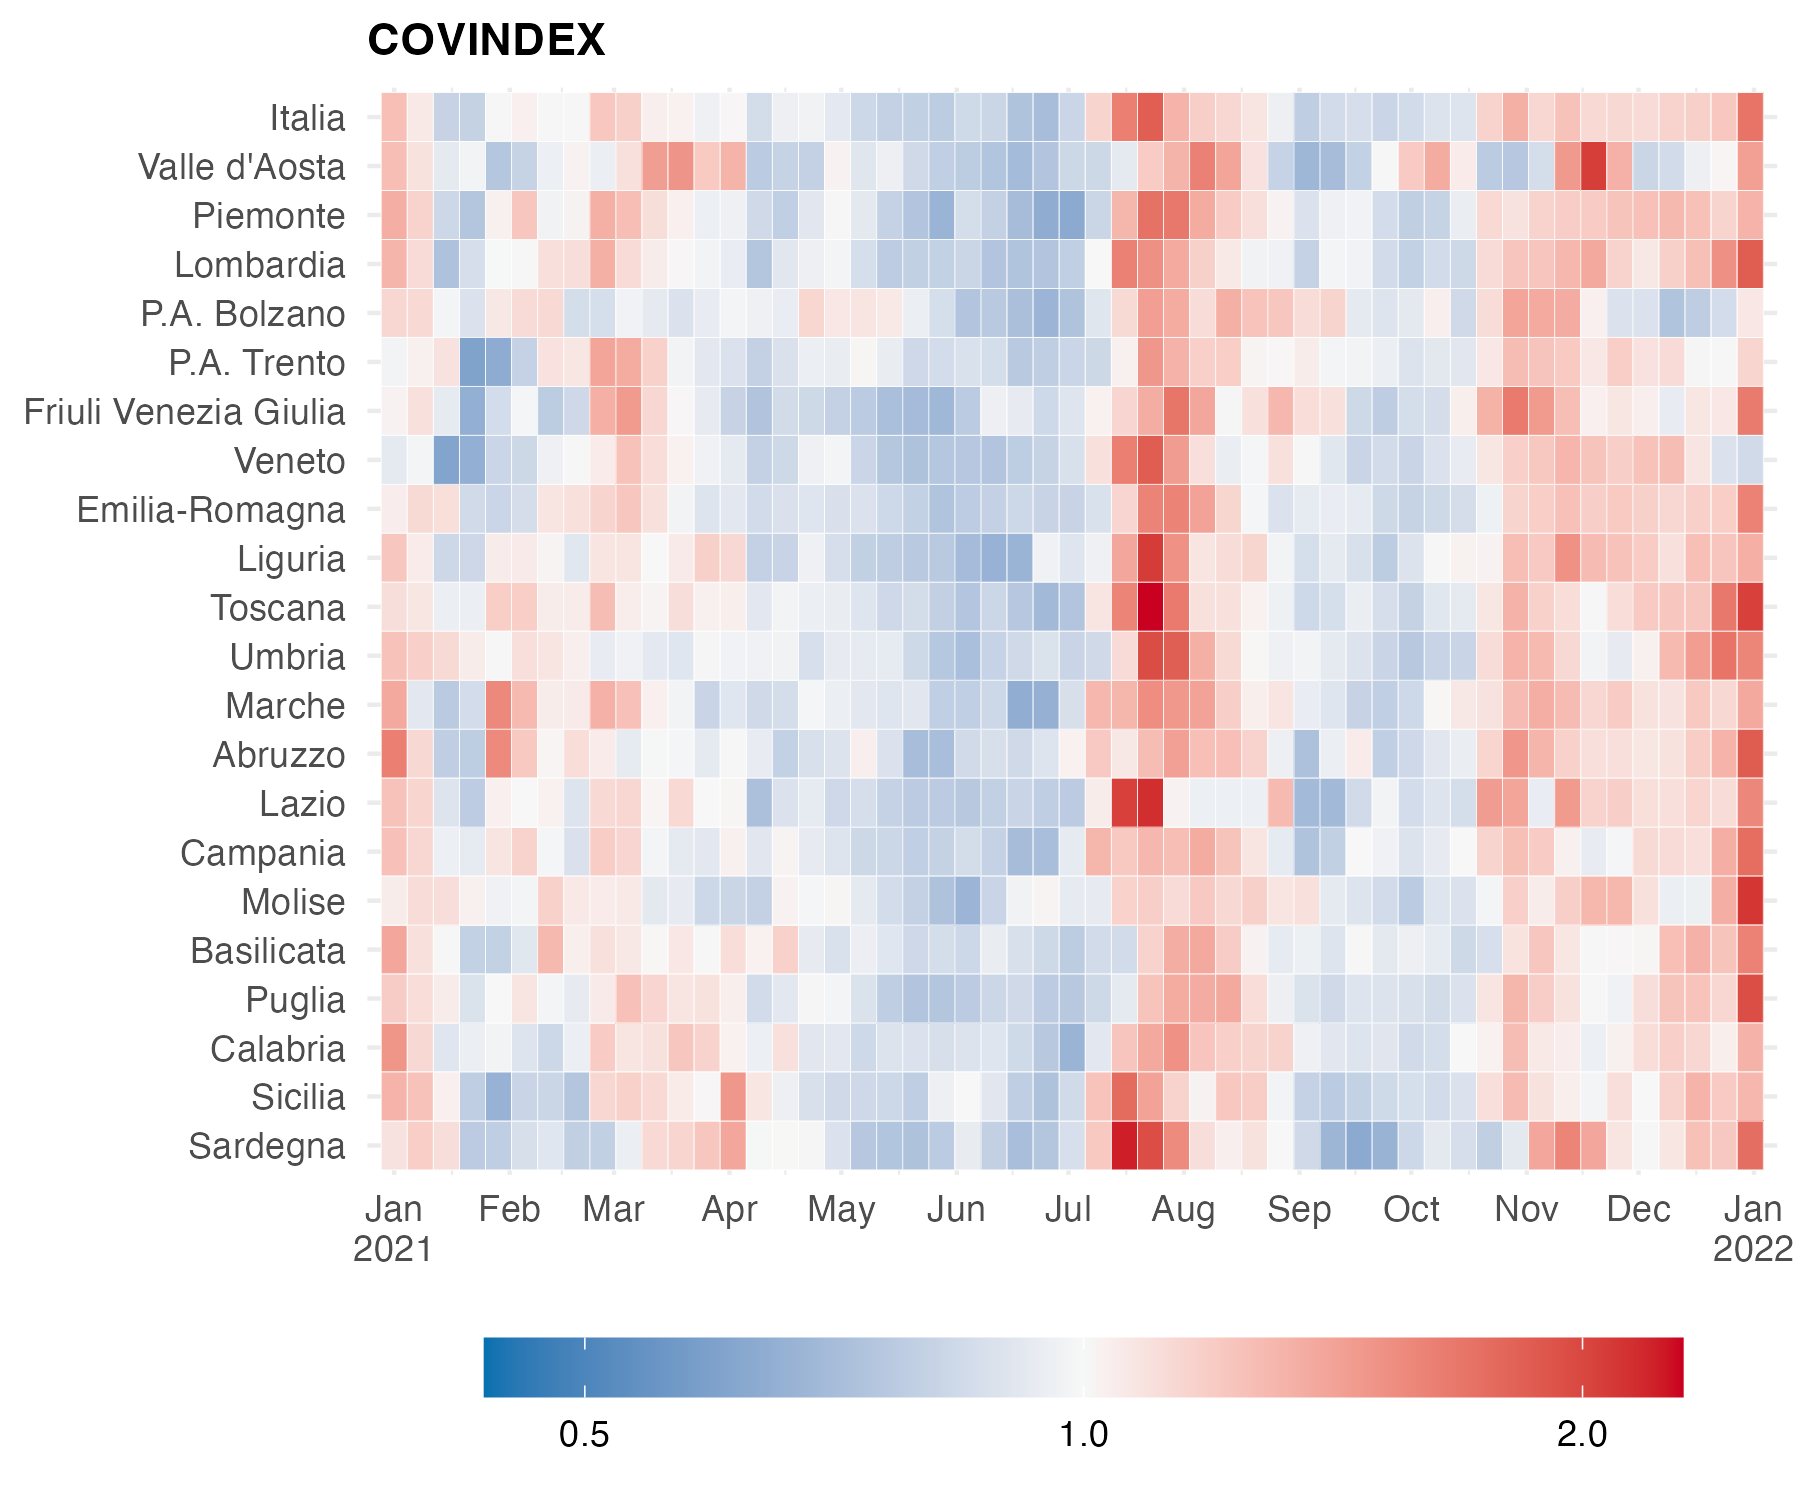 COVINDEX
Italia
Valle d'Aosta
Piemonte
Lombardia
P.A. Bolzano
P.A. Trento
Friuli Venezia Giulia
Veneto
Emilia-Romagna
Liguria
Toscana
Umbria
Marche
Abruzzo
Lazio
Campania
Molise
Basilicata
Puglia
Calabria
Sicilia
Sardegna
Jan Feb Mar Apr May Jun Jul Aug Sep Oct Nov Dec Jan
2021 2022
0.5 1.0 2.0